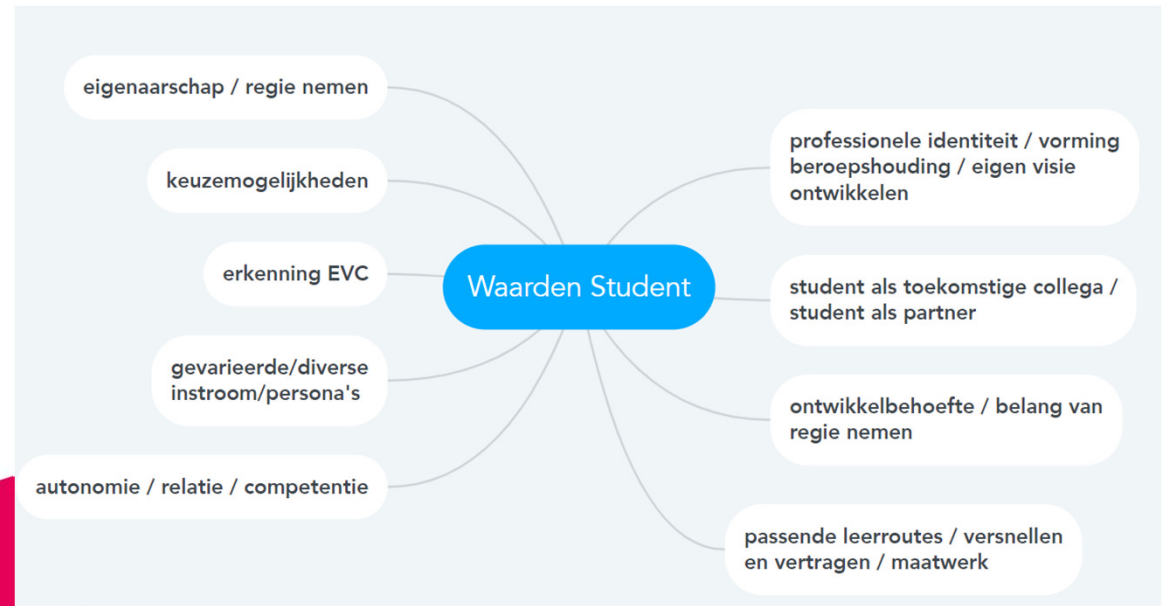 eigenaarschap / regie nemen
keuzemogelijkheden
erkenning EVC
gevarieerde/diverse
instroom/persona's
autonomie / relatie / competentie
Waarden Student
professionele identiteit / vorming
beroepshouding / eigen visie
ontwikkelen
student als toekomstige collega /
student als partner
ontwikkelbehoefte / belang van
regie nemen
passende leerroutes / versnellen
en vertragen / maatwerk